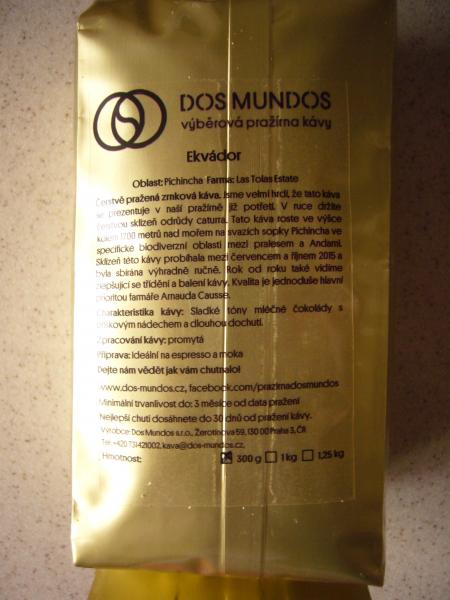 DOS MUNDOS
výběrová pražírna kávy
Ekvádor
Oblast: Pichincha Farma: Las Tolas Estate
Čerstvě pražená zrnková káva. Jsme velmi hrdí, že tato káva
se prezentuje v naší pražírně již potřetí. V ruce držíte
čerstvou sklizeň odrůdy caturra. Tato káva roste ve výšce
kolem 1700 metrů nad mořem na svazích sopky Pichincha ve
specifické biodiverzní oblasti mezi pralesem a Andami.
Sklizeň této kávy probíhala mezi červencem a říjnem 2015 a
byla sbírána výhradně ručně. Rok od roku také vidíme
zlepšující se třídění a balení kávy. Kvalita je jednoduše hlavní
prioritou farmáře Arnauda Causse.
Charakteristika kávy: Sladké tóny mléčné čokolády s
oříškovým nádechem a dlouhou dochutí.
Zpracování kávy: promytá
Příprava: ideální na espresso a moka
Dejte nám vědět jak vám chutnalo!
www.dos-mundos.cz, facebook.com/prazirnadosmundos
Minimální trvanlivost do: 3 měsíce od data pražení
Nejlepší chuti dosáhnete do 30 dnů od pražení kávy.
Výrobce: Dos Mundos s.r.o., Žerotínova 59, 130 00 Praha 3, ČR
Tel: +420 731421002, kava@dos-mundos.cz,
Hmotnost: 300 g 1 kg 1,25 kg